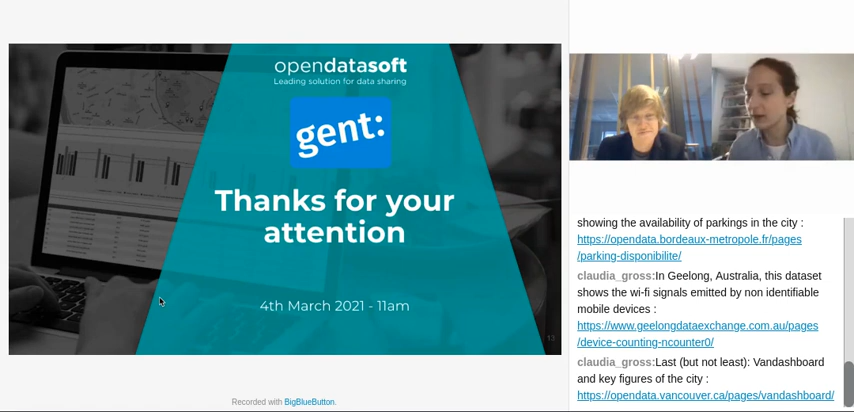 opendatasoft
Leading solution for data sharing
gent:
Thanks for your
attention
4th March 2021 - 11am
13
Recorded with BigBlueButton.
showing the availability of parkings in the city :
https://opendata.bordeaux-metropole.fr/pages
/parking-disponibilite/
claudia_gross:In Geelong, Australia, this dataset
shows the wi-fi signals emitted by non identifiable
mobile devices :
https://www.geelongdataexchange.com.au/pages
/device-counting-ncounter0/
claudia_gross:Last (but not least): Vandashboard
and key figures of the city :
https://opendata.vancouver.ca/pages/vandashboard/